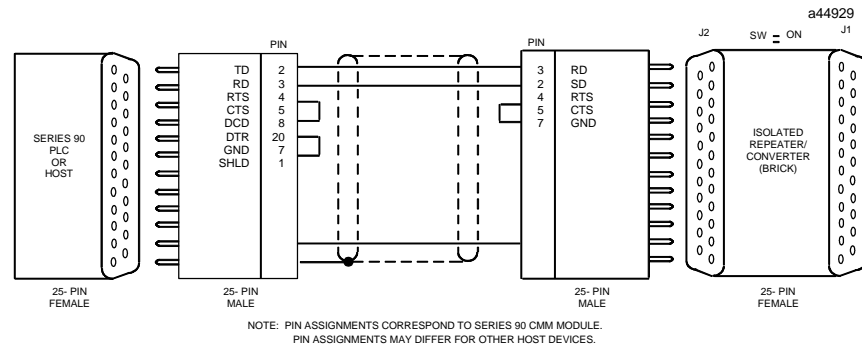 a44929
J2
SW
ON
J1
PIN
PIN
TD 2
RD 3
RTS 4
CTS 5
DCD 8
DTR 20
GND 7
SHLD 1
3 RD
2 SD
4 RTS
5 CTS
7 GND
SERIES 90
PLC
OR
HOST
ISOLATED
REPEATER/
CONVERTER
(BRICK)
25- PIN
FEMALE
25- PIN
MALE
25- PIN
MALE
25- PIN
FEMALE
NOTE: PIN ASSIGNMENTS CORRESPOND TO SERIES 90 CMM MODULE.
PIN ASSIGNMENTS MAY DIFFER FOR OTHER HOST DEVICES.